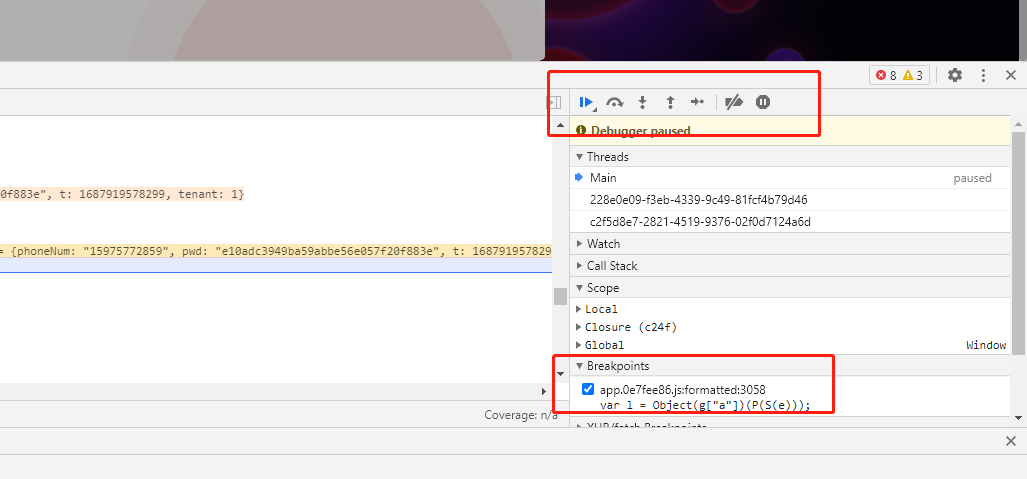 8 3
Debugger paused
Threads
Main paused
0f883e", t: 1687919578299, tenant: 1}
228e0e09-f3eb-4339-9c49-81fcf4b79d46
c2f5d8e7-2821-4519-9376-02f0d7124a6d
= {phoneNum: "15975772859", pwd: "e10adc3949ba59abbe56e057f20f883e", t: 168791957829
Watch
Call Stack
Scope
Local
Closure (c24f)
Global Window
Breakpoints
app.0e7fee86.js:formatted:3058
var l = Object(g["a"])(P(S(e)));
Coverage: n/a
XHR/fetch Breakpoints